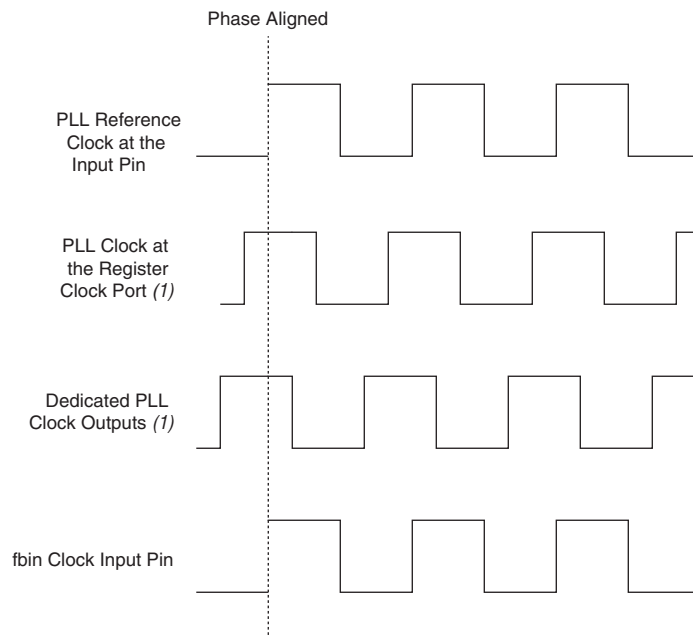 Phase Aligned
PLL Reference
Clock at the
Input Pin
PLL Clock at
the Register
Clock Port (1)
Dedicated PLL
Clock Outputs (1)
fbin Clock Input Pin